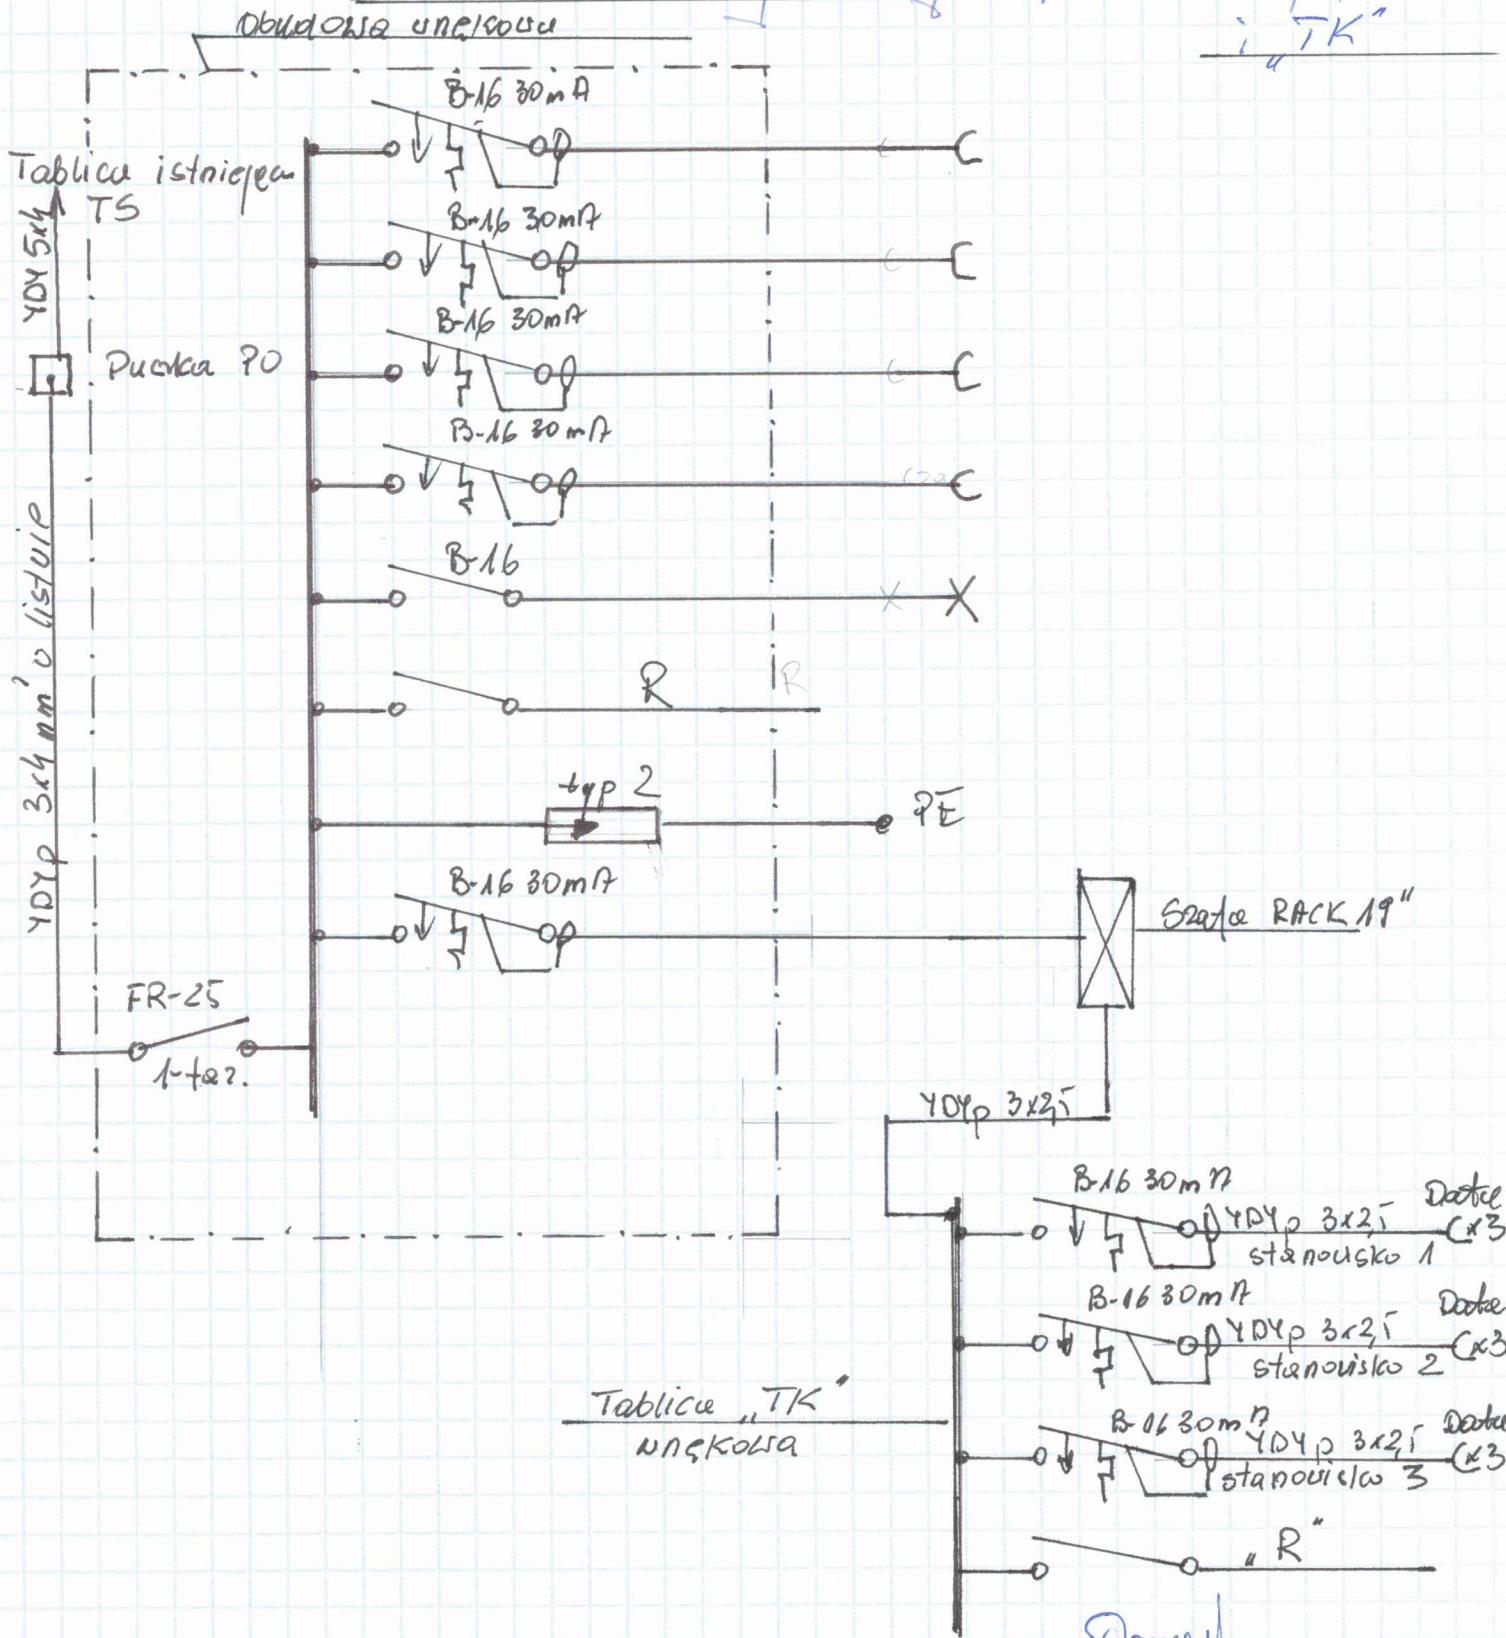 Obudowa wnękowa
i „TK"
B-16 30mA
Tablica istniejąca
TS
B-16 30mA
YDY 5x4
B-16 30mA
Puszka PO
B-16 30mA
YDYp 3x4mm² w listwie
B-16
R
R
typ 2
PE
B-16 30mA
Szafa RACK 19"
FR-25
1-faz.
YDYp 3x2,5
B-16 30mA
YDYp 3x2,5
x3
stanowisko 1
B-16 30mA
YDYp 3x2,5
x3
stanowisko 2
Tablica „TK"
wnękowa
B-16 30mA
YDYp 3x2,5
x3
stanowisko 3
„R"